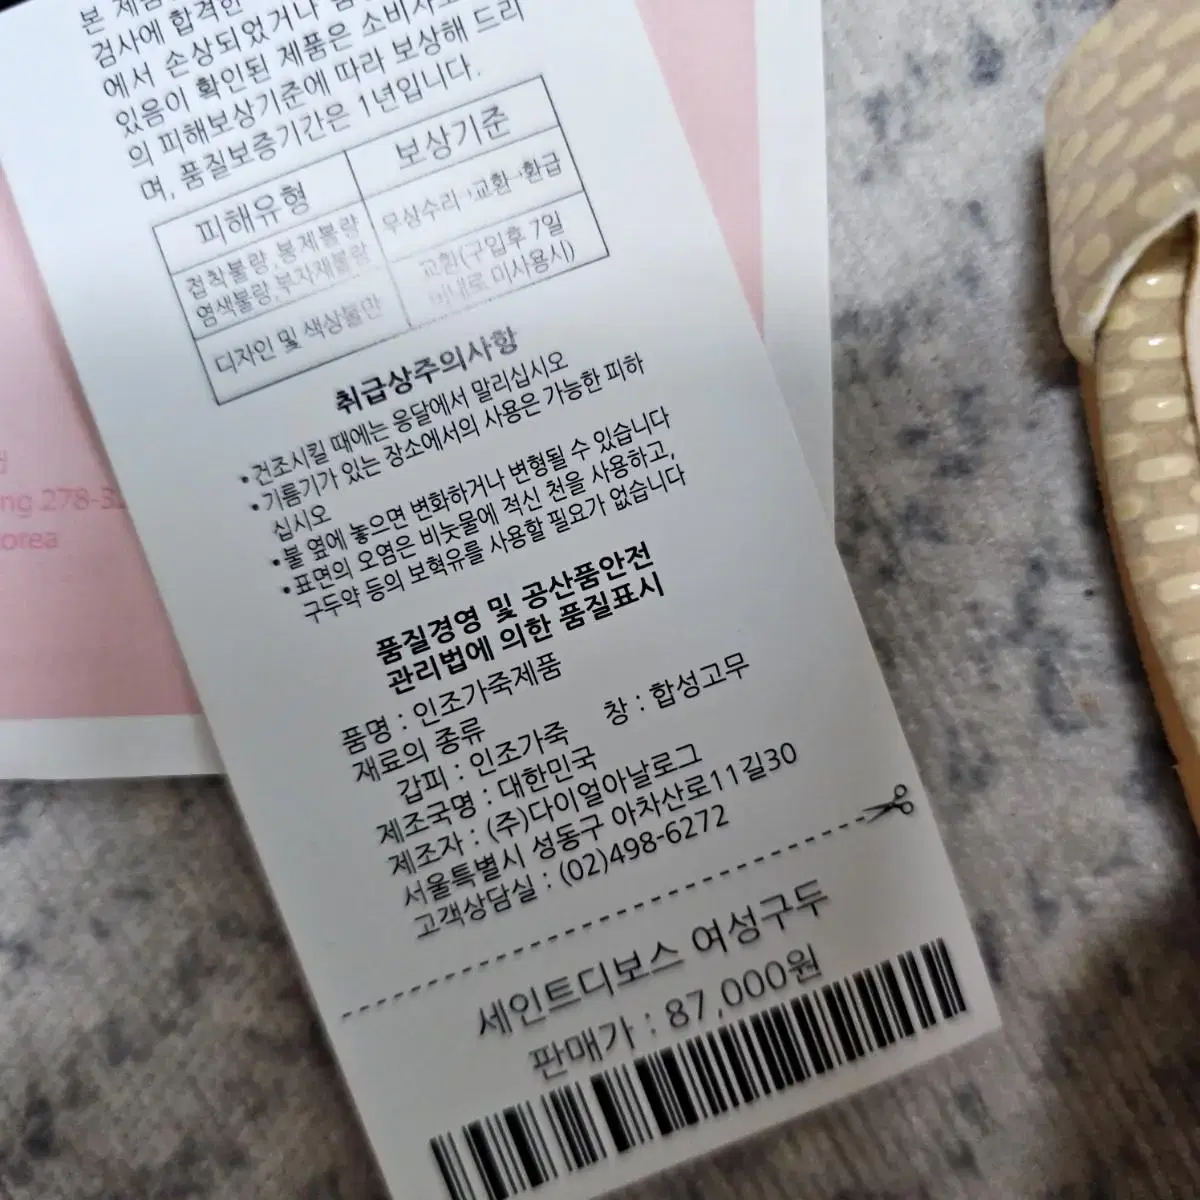 본 제품은
검사에 합격한
에서 손상되었거나
있음이 확인된 제품은 소비자
의 피해보상기준에 따라 보상해 드리
며, 품질보증기간은 1년입니다.
피해유형 보상기준
접착불량, 봉제불량
염색불량,부자재불량 무상수리→교환→환급
디자인 및 색상불만 교환(구입후 7일
이내로 미사용시)
취급상주의사항
•건조시킬 때에는 응달에서 말리십시오
•기름기가 있는 장소에서의 사용은 가능한 피하
십시오
•불 옆에 놓으면 변화하거나 변형될 수 있습니다
•표면의 오염은 비눗물에 적신 천을 사용하고,
구두약 등의 보혁유를 사용할 필요가 없습니다
품질경영 및 공산품안전
관리법에 의한 품질표시
품명 : 인조가죽제품
재료의 종류
갑피 : 인조가죽 창 : 합성고무
제조국명 : 대한민국
제조자 : (주)다이얼아날로그
서울특별시 성동구 아차산로11길30
고객상담실 : (02)498-6272
세인트디보스 여성구두
판매가 : 87,000원
ng 278-3
orea